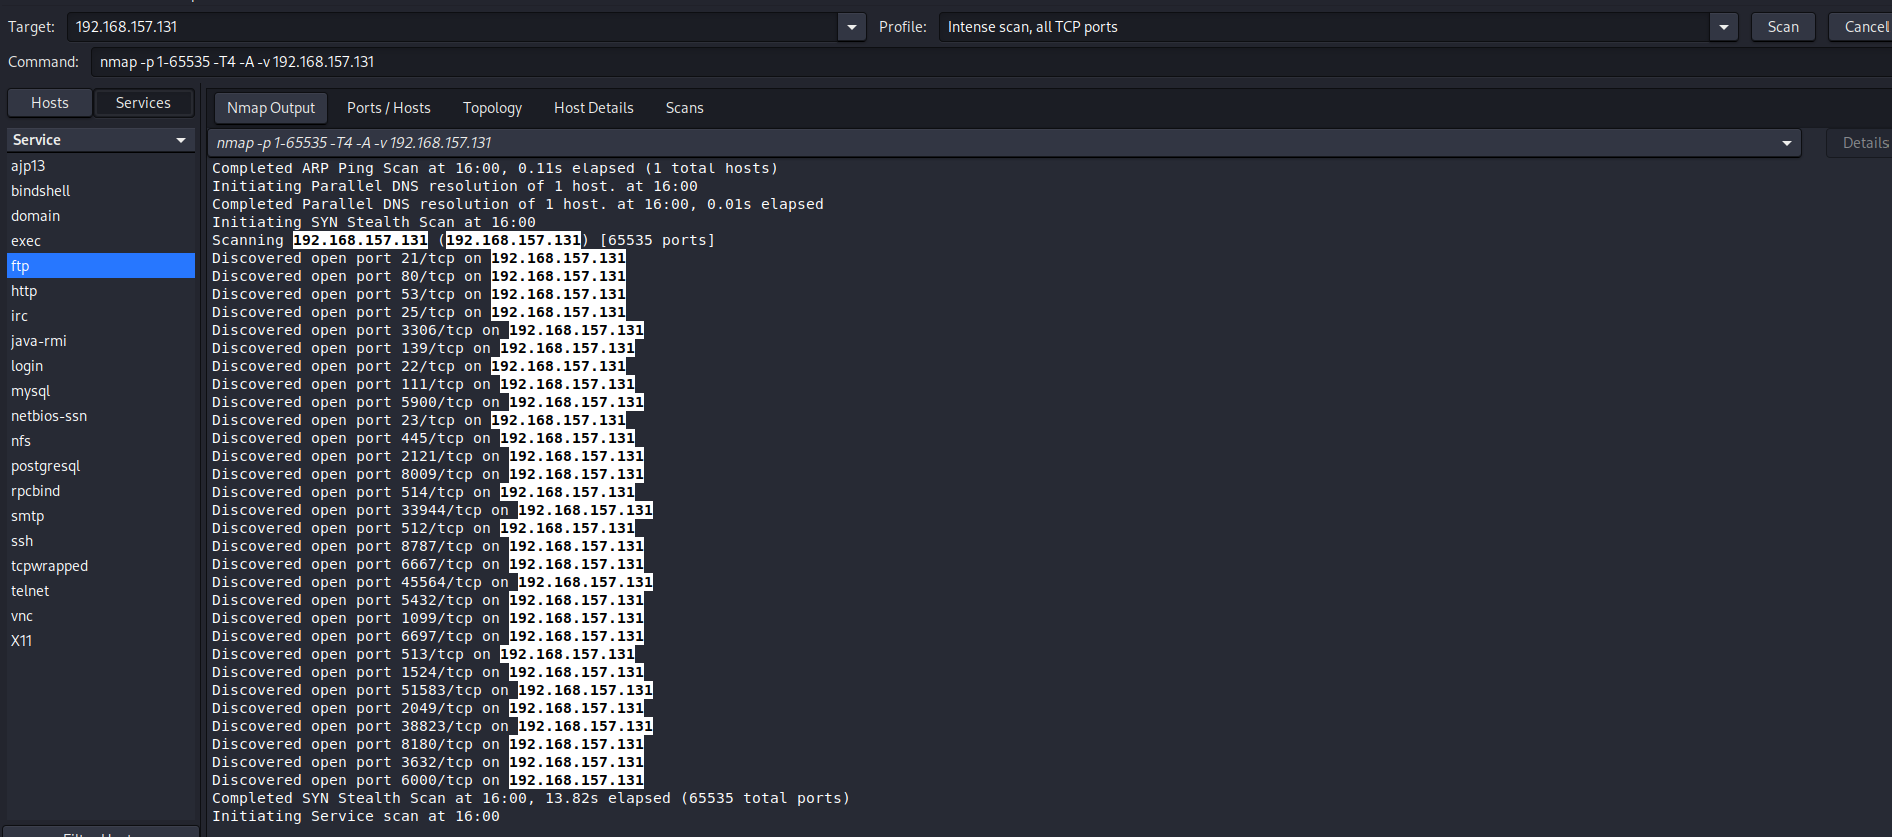 Target: 192.168.157.131 Profile: Intense scan, all TCP ports Scan Cancel
Command: nmap -p 1-65535 -T4 -A -v 192.168.157.131
Hosts Services
Service
ajp13
bindshell
domain
exec
ftp
http
irc
java-rmi
login
mysql
netbios-ssn
nfs
postgresql
rpcbind
smtp
ssh
tcpwrapped
telnet
vnc
X11
Nmap Output Ports / Hosts Topology Host Details Scans
nmap -p 1-65535 -T4 -A -v 192.168.157.131 Details
Completed ARP Ping Scan at 16:00, 0.11s elapsed (1 total hosts)
Initiating Parallel DNS resolution of 1 host. at 16:00
Completed Parallel DNS resolution of 1 host. at 16:00, 0.01s elapsed
Initiating SYN Stealth Scan at 16:00
Scanning 192.168.157.131 (192.168.157.131) [65535 ports]
Discovered open port 21/tcp on 192.168.157.131
Discovered open port 80/tcp on 192.168.157.131
Discovered open port 53/tcp on 192.168.157.131
Discovered open port 25/tcp on 192.168.157.131
Discovered open port 3306/tcp on 192.168.157.131
Discovered open port 139/tcp on 192.168.157.131
Discovered open port 22/tcp on 192.168.157.131
Discovered open port 111/tcp on 192.168.157.131
Discovered open port 5900/tcp on 192.168.157.131
Discovered open port 23/tcp on 192.168.157.131
Discovered open port 445/tcp on 192.168.157.131
Discovered open port 2121/tcp on 192.168.157.131
Discovered open port 8009/tcp on 192.168.157.131
Discovered open port 514/tcp on 192.168.157.131
Discovered open port 33944/tcp on 192.168.157.131
Discovered open port 512/tcp on 192.168.157.131
Discovered open port 8787/tcp on 192.168.157.131
Discovered open port 6667/tcp on 192.168.157.131
Discovered open port 45564/tcp on 192.168.157.131
Discovered open port 5432/tcp on 192.168.157.131
Discovered open port 1099/tcp on 192.168.157.131
Discovered open port 6697/tcp on 192.168.157.131
Discovered open port 513/tcp on 192.168.157.131
Discovered open port 1524/tcp on 192.168.157.131
Discovered open port 51583/tcp on 192.168.157.131
Discovered open port 2049/tcp on 192.168.157.131
Discovered open port 38823/tcp on 192.168.157.131
Discovered open port 8180/tcp on 192.168.157.131
Discovered open port 3632/tcp on 192.168.157.131
Discovered open port 6000/tcp on 192.168.157.131
Completed SYN Stealth Scan at 16:00, 13.82s elapsed (65535 total ports)
Initiating Service scan at 16:00